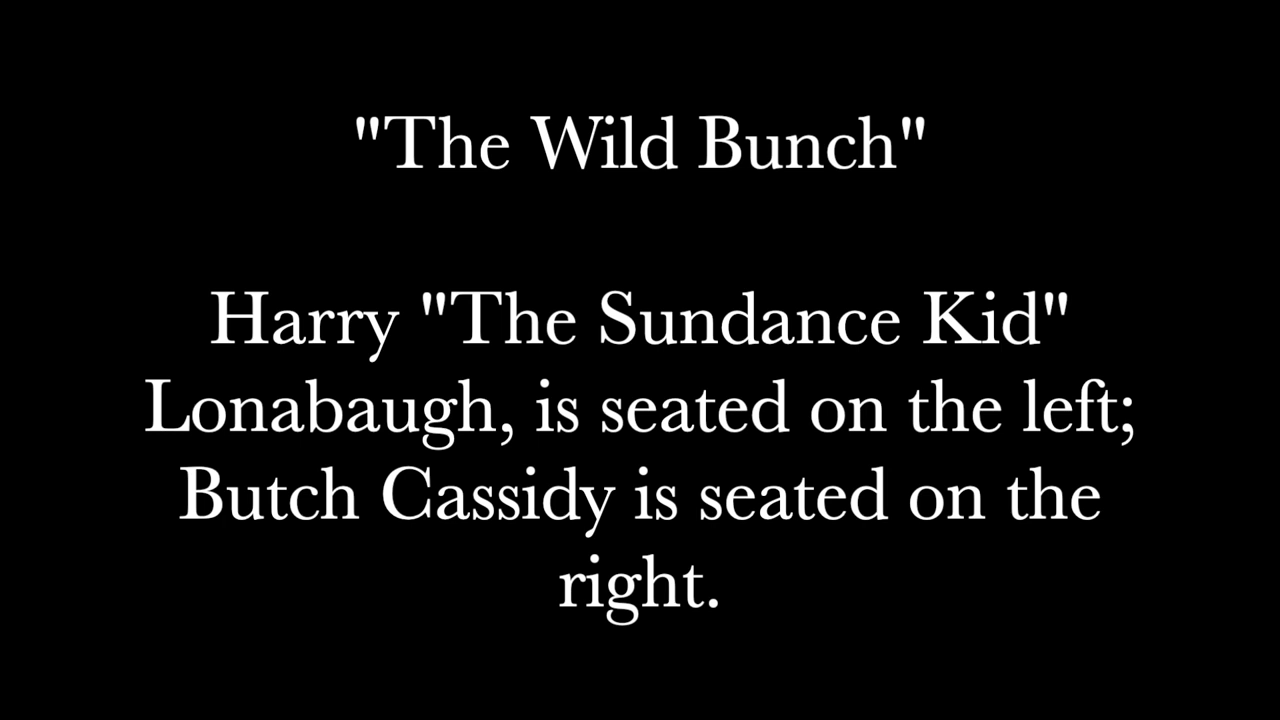 "The Wild Bunch"
Harry "The Sundance Kid"
Lonabaugh, is seated on the left;
Butch Cassidy is seated on the
right.